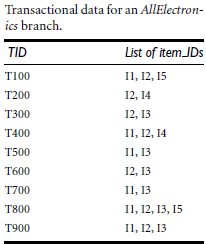 Transactional data for an AllElectron-
ics branch.
TID List of item_IDs
T100 I1, I2, I5
T200 I2, I4
T300 I2, I3
T400 I1, I2, I4
T500 I1, I3
T600 I2, I3
T700 I1, I3
T800 I1, I2, I3, I5
T900 I1, I2, I3